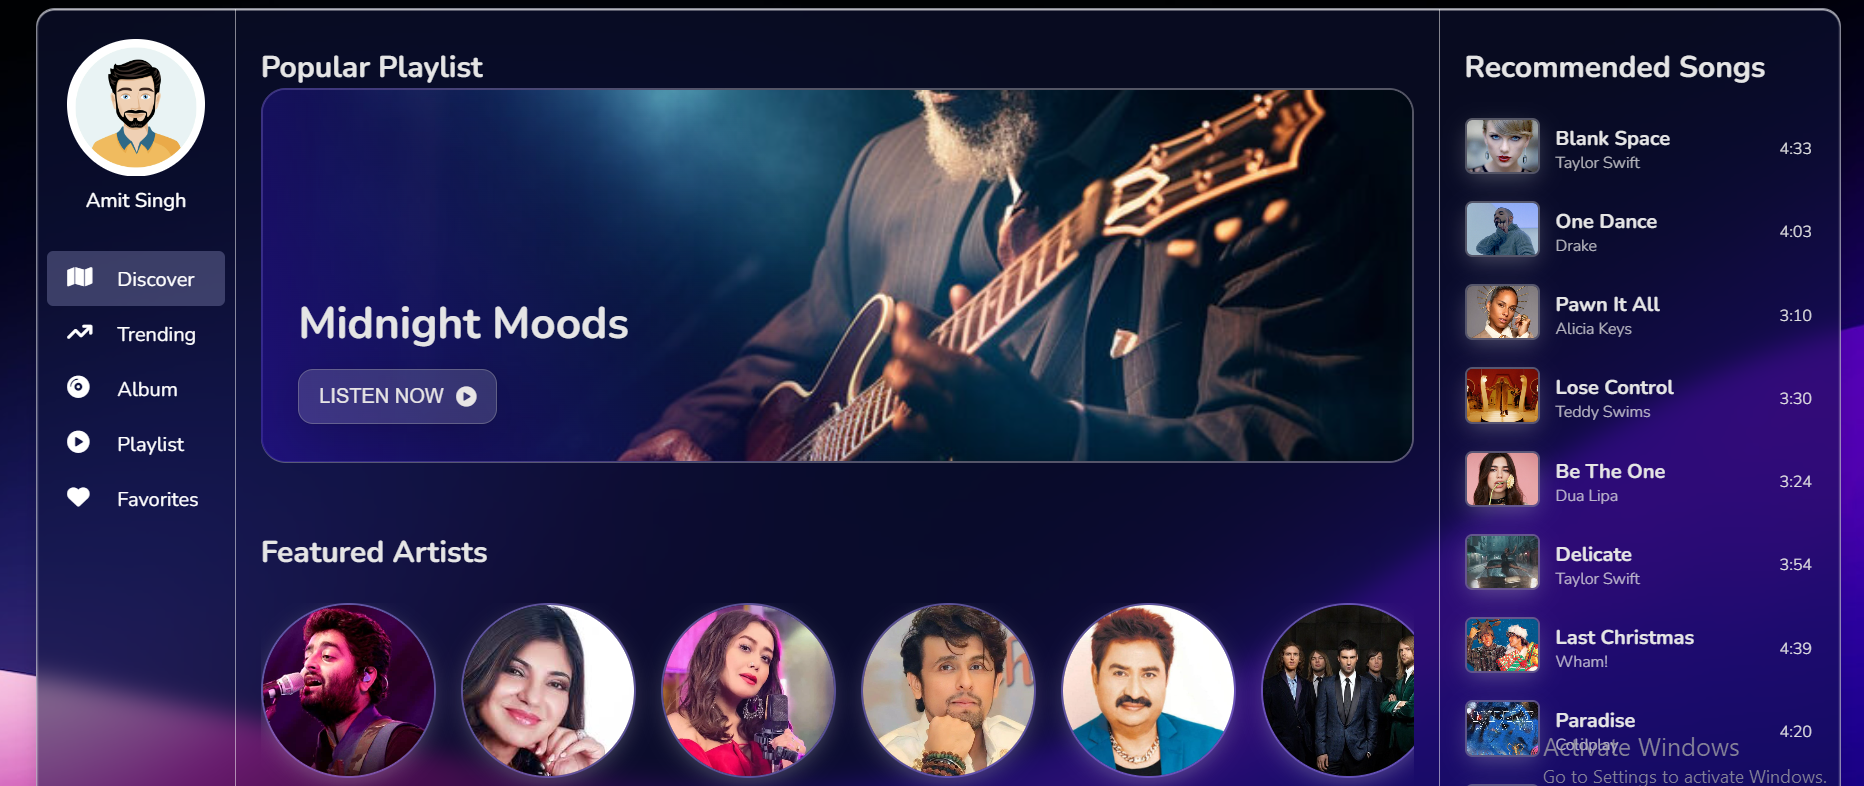 Amit Singh
Discover
Trending
Album
Playlist
Favorites
Popular Playlist
Midnight Moods
LISTEN NOW
Featured Artists
Recommended Songs
Blank Space
Taylor Swift
4:33
One Dance
Drake
4:03
Pawn It All
Alicia Keys
3:10
Lose Control
Teddy Swims
3:30
Be The One
Dua Lipa
3:24
Delicate
Taylor Swift
3:54
Last Christmas
Wham!
4:39
Paradise
Coldplay
4:20
Activate Windows
Go to Settings to activate Windows.